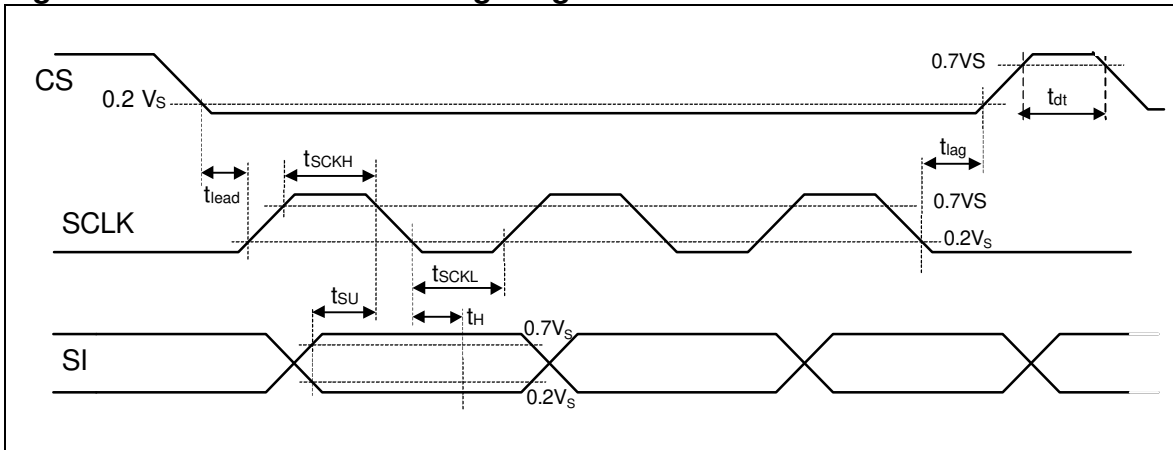 CS
0.2 VS
0.7VS
tdt
tlag
tSCKH
tlead
0.7VS
SCLK
0.2VS
tSCKL
tSU
tH
0.7VS
SI
0.2VS